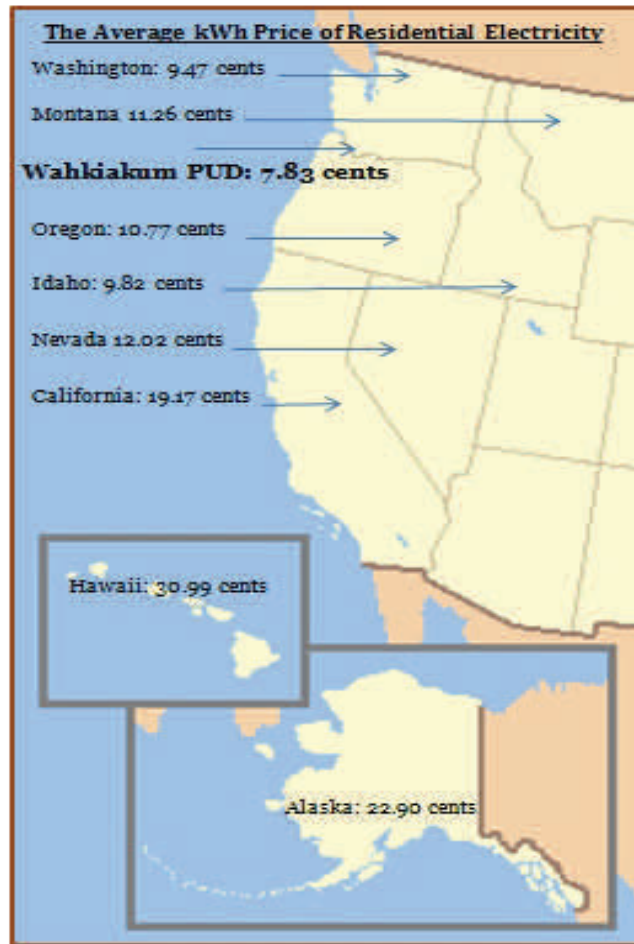 The Average kWh Price of Residential Electricity
Washington: 9.47 cents
Montana 11.26 cents
Wahkiakum PUD: 7.83 cents
Oregon: 10.77 cents
Idaho: 9.82 cents
Nevada 12.02 cents
California: 19.17 cents
Hawaii: 30.99 cents
Alaska: 22.90 cents